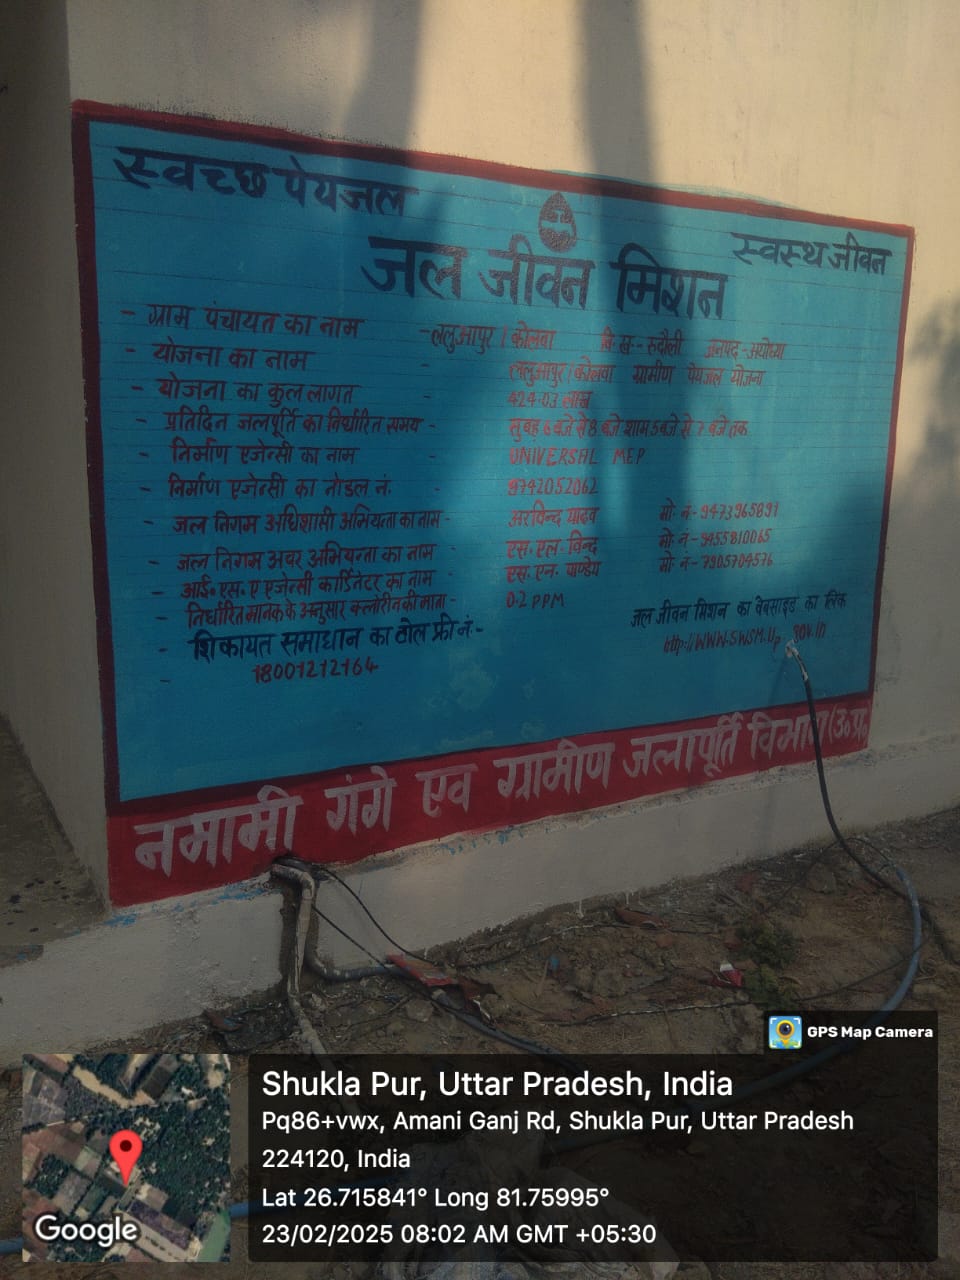 स्वच्छ पेयजल
स्वस्थ जीवन
जल जीवन मिशन
- ग्राम पंचायत का नाम - ललुआपुर / कोलवा वि.ख.- रुदौली जनपद - अयोध्या
- योजना का नाम - ललुआपुर / कोलवा ग्रामीण पेयजल योजना
- योजना का कुल लागत - 424.03 लाख
- प्रतिदिन जलपूर्ति का निर्धारित समय - सुबह 6 बजे से 8 बजे शाम 5 बजे से 7 बजे तक
- निर्माण एजेन्सी का नाम - UNIVERSAL MEP
- निर्माण एजेन्सी का नोडल नं. 9742052062
- जल निगम अधिशासी अभियन्ता का नाम - अरविन्द यादव मो. नं- 9473965891
- जल निगम अवर अभियन्ता का नाम - एस. एल. विन्द मो. नं- 9455810065
- आई. एस. ए एजेन्सी कार्डिनेटर का नाम - एस. एन. पाण्डेय मो. नं- 7905704576
- निर्धारित मानक के अनुसार क्लोरीन की मात्रा - 0.2 PPM
- शिकायत समाधान का टोल फ्री नं.-
18001212164
जल जीवन मिशन का वेबसाइड का लिंक
http://WWW.SWSM.Up.gov.in
नमामी गंगे एव ग्रामीण जलापूर्ति विभाग (उ०प्र०
GPS Map Camera
Shukla Pur, Uttar Pradesh, India
Pq86+vwx, Amani Ganj Rd, Shukla Pur, Uttar Pradesh
224120, India
Lat 26.715841° Long 81.75995°
23/02/2025 08:02 AM GMT +05:30
Google